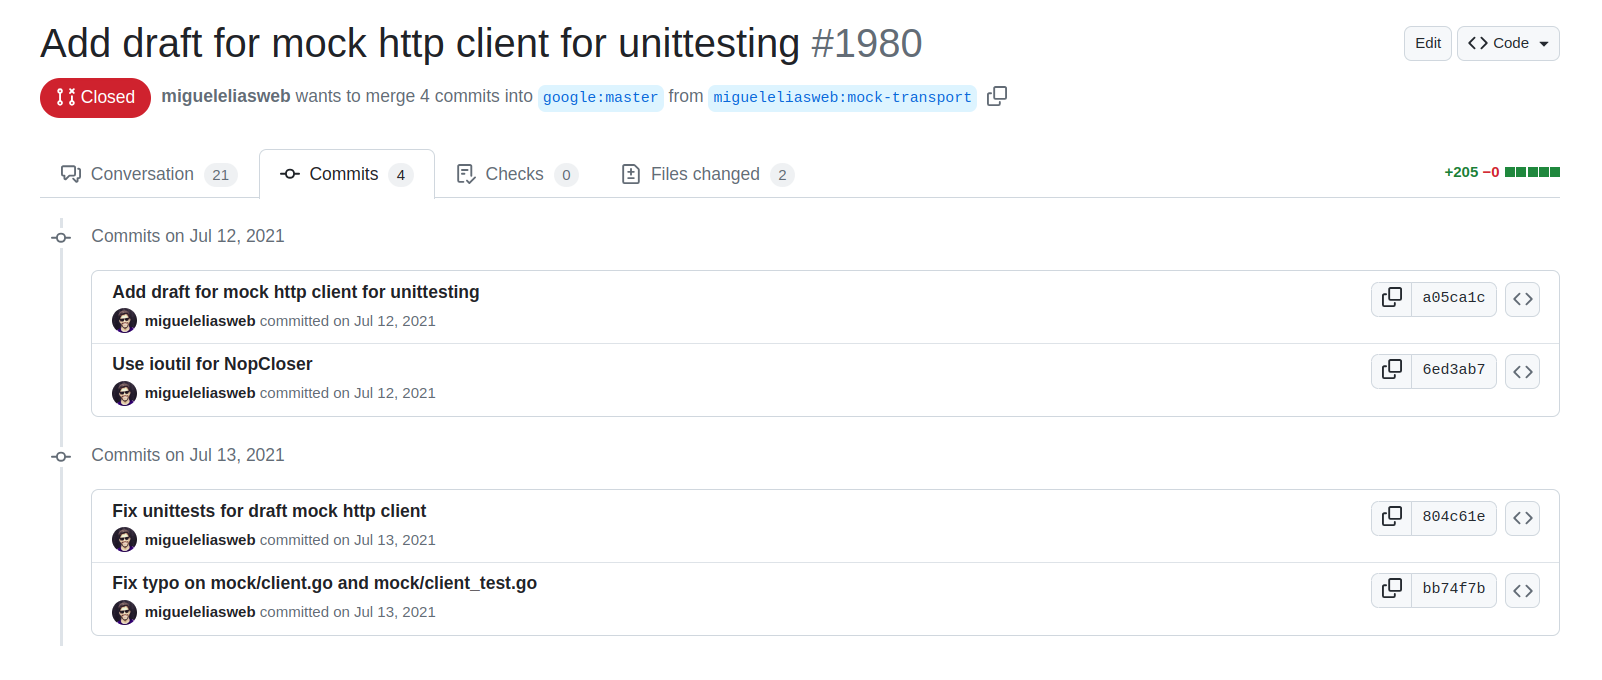 Add draft for mock http client for unittesting #1980
Edit
Code
Closed
migueleliasweb wants to merge 4 commits into google:master from migueleliasweb:mock-transport
Conversation 21
Commits 4
Checks 0
Files changed 2
+205 −0
Commits on Jul 12, 2021
Add draft for mock http client for unittesting
migueleliasweb committed on Jul 12, 2021
a05ca1c
Use ioutil for NopCloser
migueleliasweb committed on Jul 12, 2021
6ed3ab7
Commits on Jul 13, 2021
Fix unittests for draft mock http client
migueleliasweb committed on Jul 13, 2021
804c61e
Fix typo on mock/client.go and mock/client_test.go
migueleliasweb committed on Jul 13, 2021
bb74f7b